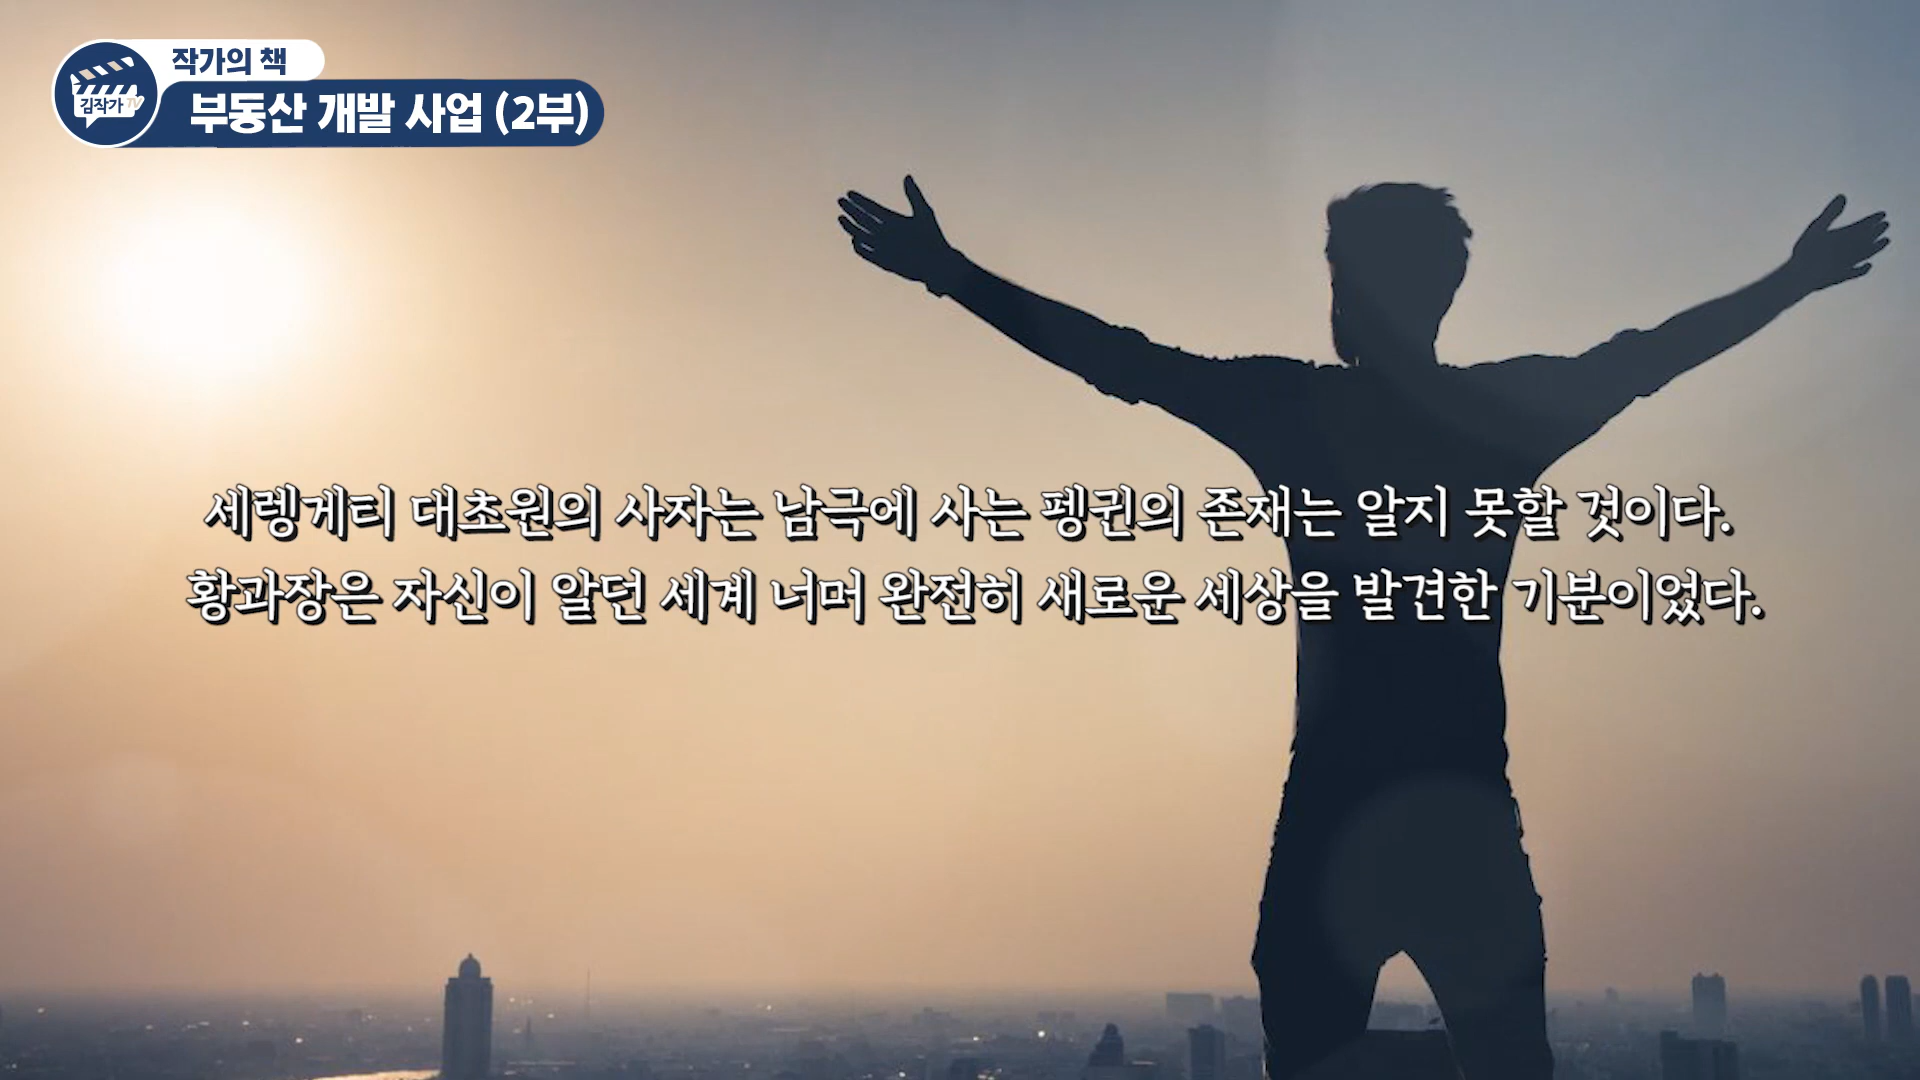 작가의 책
김작가 TV
부동산 개발 사업 (2부)
세렝게티 대초원의 사자는 남극에 사는 펭귄의 존재는 알지 못할 것이다.
황과장은 자신이 알던 세계 너머 완전히 새로운 세상을 발견한 기분이었다.